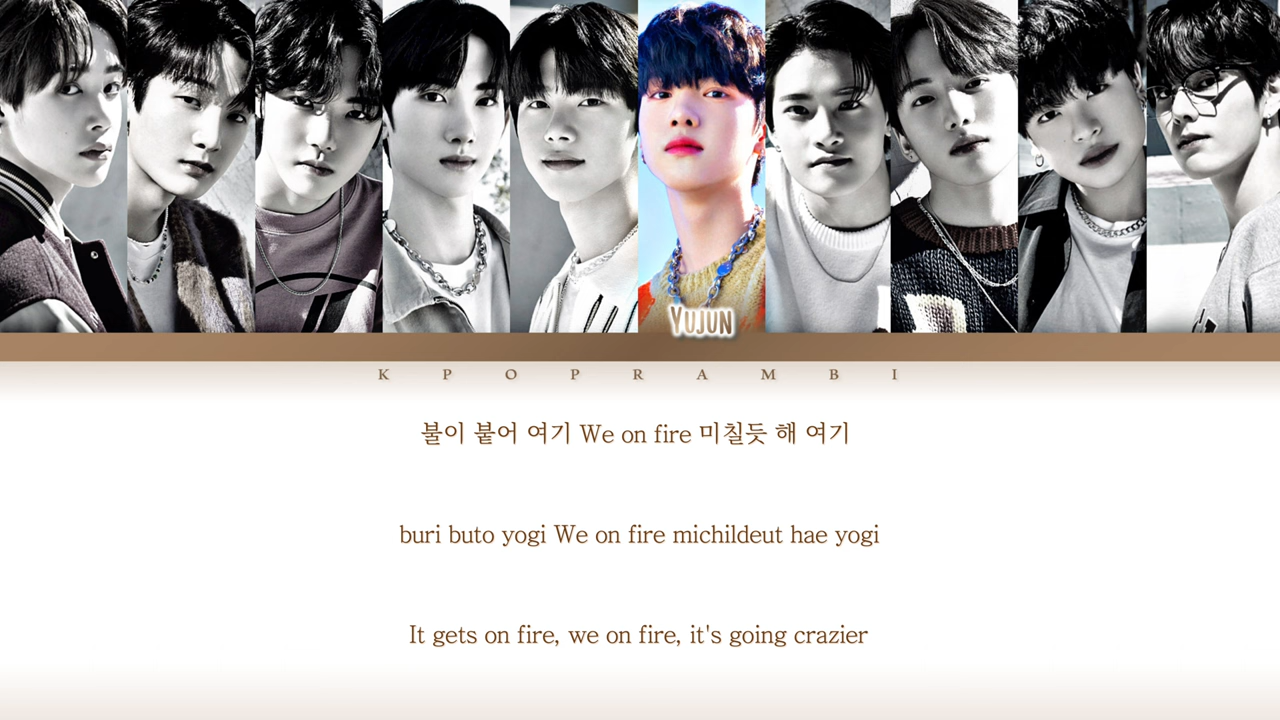 YUJUN
K P O P R A M B I
불이 붙어 여기 We on fire 미칠듯 해 여기
buri buto yogi We on fire michildeut hae yogi
It gets on fire, we on fire, it's going crazier